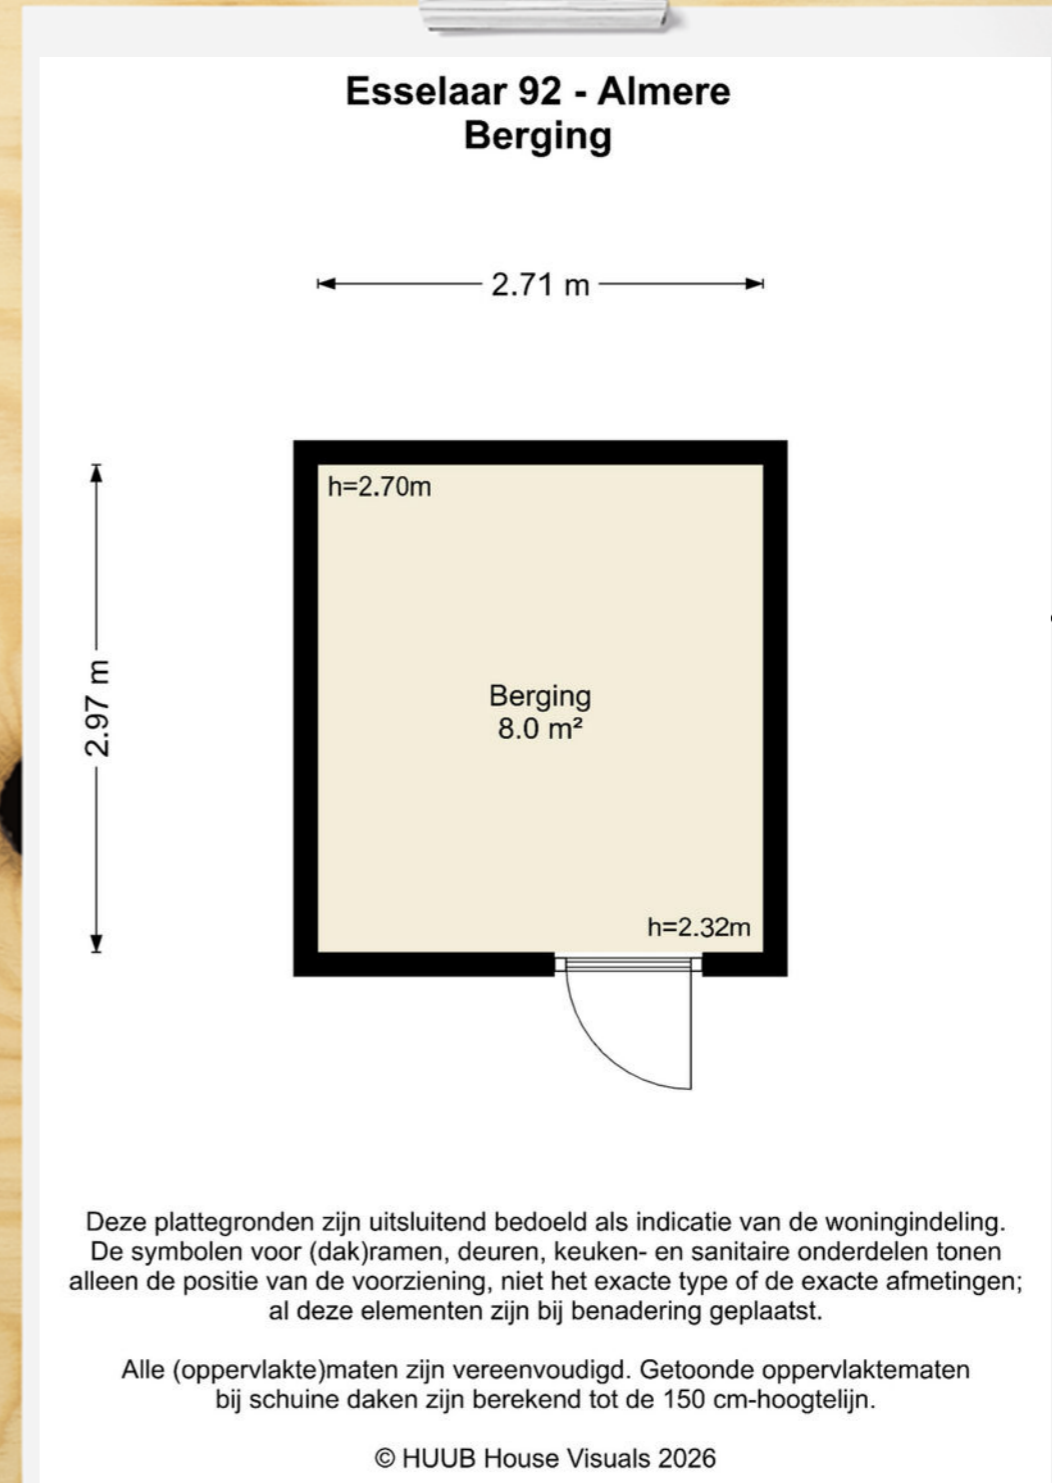 Esselaar 92 - Almere
Berging
2.71 m
h=2.70m
2.97 m
Berging
8.0 m²
h=2.32m
Deze plattegronden zijn uitsluitend bedoeld als indicatie van de woningindeling.
De symbolen voor (dak)ramen, deuren, keuken- en sanitaire onderdelen tonen
alleen de positie van de voorziening, niet het exacte type of de exacte afmetingen;
al deze elementen zijn bij benadering geplaatst.
Alle (oppervlakte)maten zijn vereenvoudigd. Getoonde oppervlaktematen
bij schuine daken zijn berekend tot de 150 cm-hoogtelijn.
© HUUB House Visuals 2026